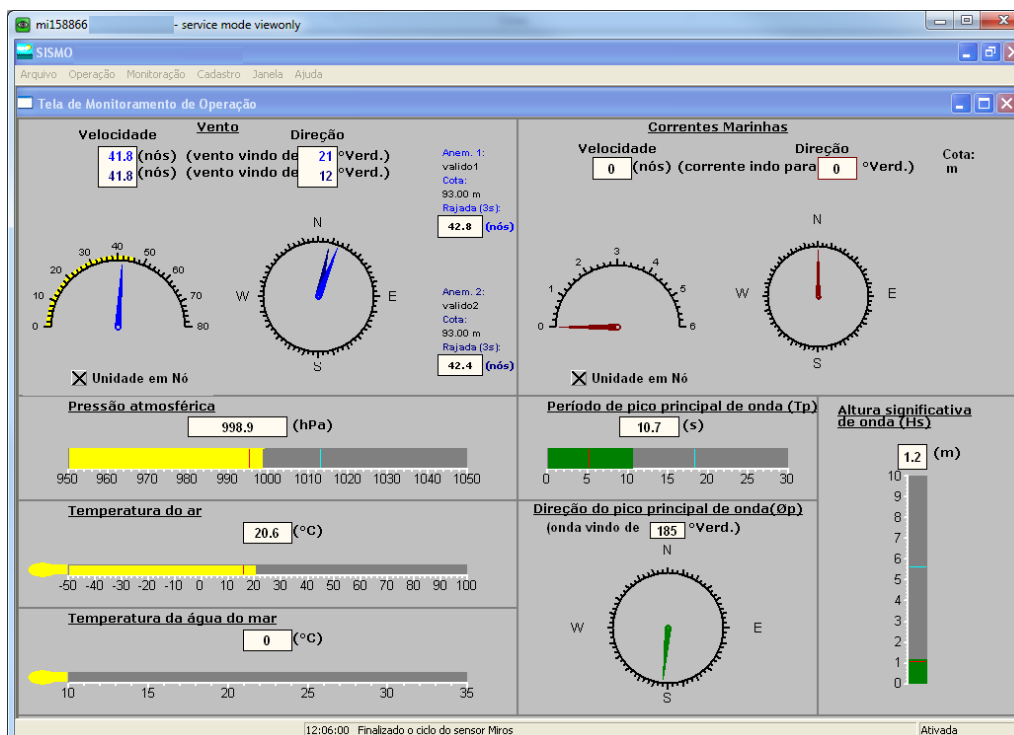 mi158866 - service mode viewonly
SISMO
Arquivo Operação Monitoração Cadastro Janela Ajuda
Tela de Monitoramento de Operação
Vento
Velocidade Direção
41.8 (nós) (vento vindo de 21 °Verd.)
41.8 (nós) (vento vindo de 12 °Verd.)
Anem. 1:
valido1
Cota:
93.00 m
Rajada (3s):
42.8 (nós)
0 10 20 30 40 50 60 70 80
N
W E
S
Anem. 2:
valido2
Cota:
93.00 m
Rajada (3s):
42.4 (nós)
Unidade em Nó
Correntes Marinhas
Velocidade Direção
0 (nós) (corrente indo para 0 °Verd.)
Cota:
m
0 1 2 3 4 5 6
N
W E
S
Unidade em Nó
Pressão atmosférica
998.9 (hPa)
950 960 970 980 990 1000 1010 1020 1030 1040 1050
Temperatura do ar
20.6 (°C)
-50 -40 -30 -20 -10 0 10 20 30 40 50 60 70 80 90 100
Temperatura da água do mar
0 (°C)
10 15 20 25 30 35
Período de pico principal de onda (Tp)
10.7 (s)
0 5 10 15 20 25 30
Direção do pico principal de onda(Øp)
(onda vindo de 185 °Verd.)
N
W E
S
Altura significativa
de onda (Hs)
1.2 (m)
10
9
8
7
6
5
4
3
2
1
0
12:06:00 Finalizado o ciclo do sensor Miros
Ativada